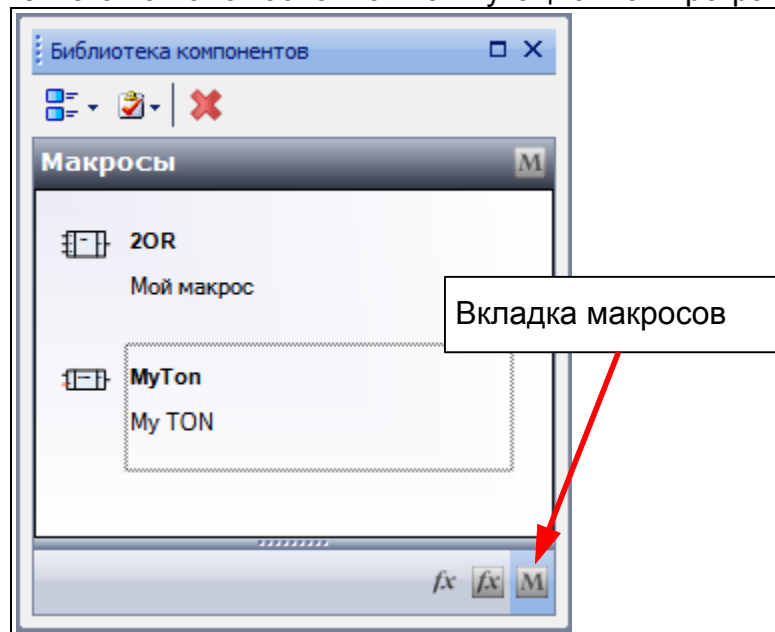 Библиотека компонентов
Макросы M
2OR
Мой макрос
Вкладка макросов
MyTon
My TON
fx fx M